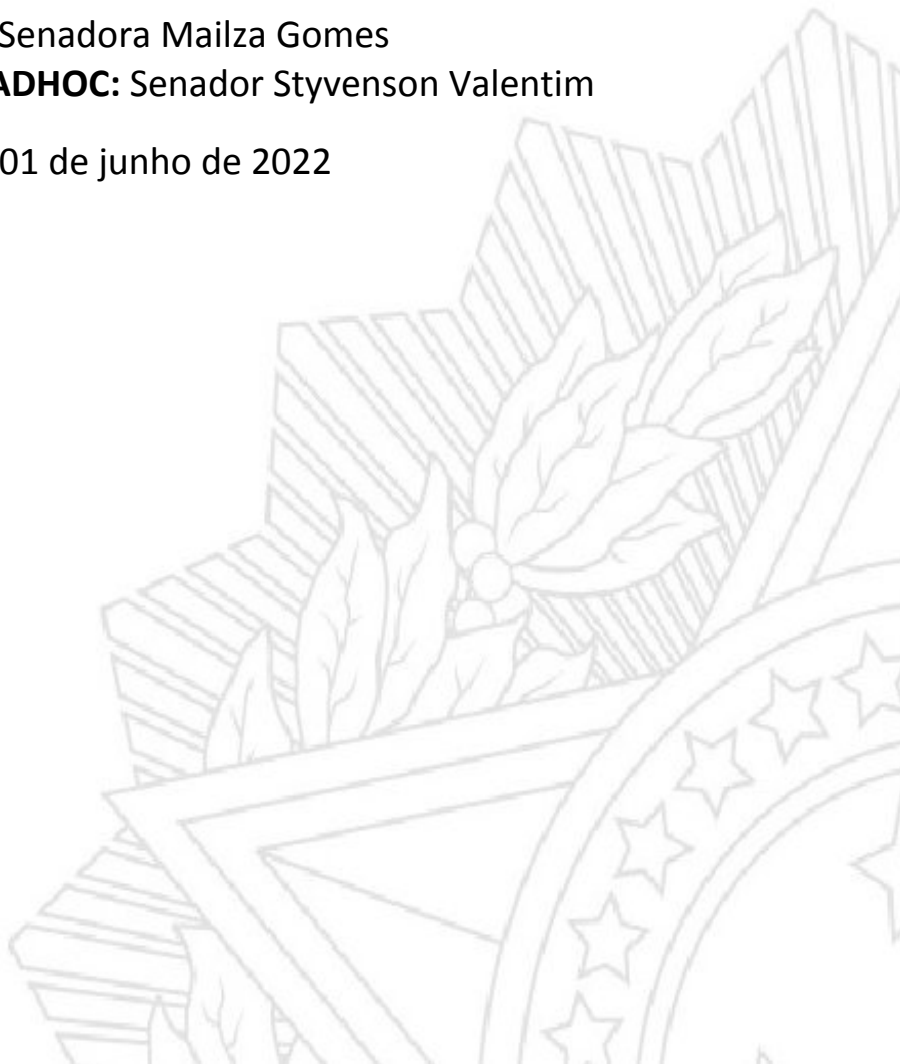 Senadora Mailza Gomes
ADHOC: Senador Styvenson Valentim
01 de junho de 2022